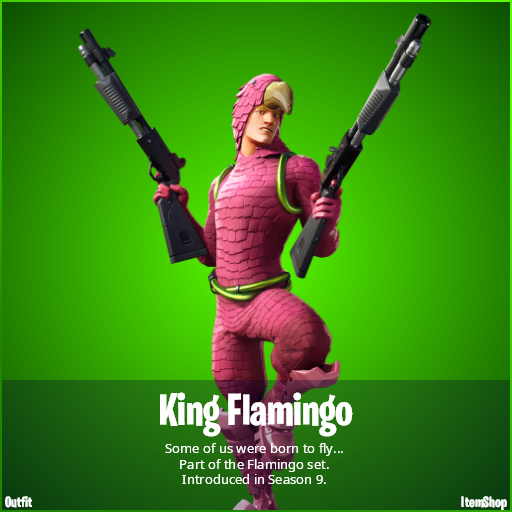 King Flamingo
Some of us were born to fly...
Part of the Flamingo set.
Introduced in Season 9.
Outfit
ItemShop